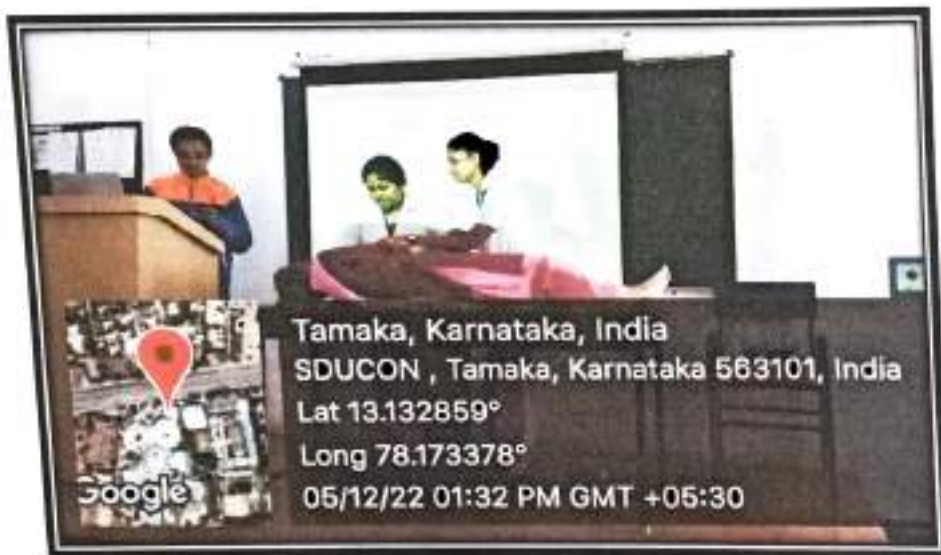 Tamaka, Karnataka, India
SDUCON , Tamaka, Karnataka 563101, India
Lat 13.132859°
Long 78.173378°
05/12/22 01:32 PM GMT +05:30
Google